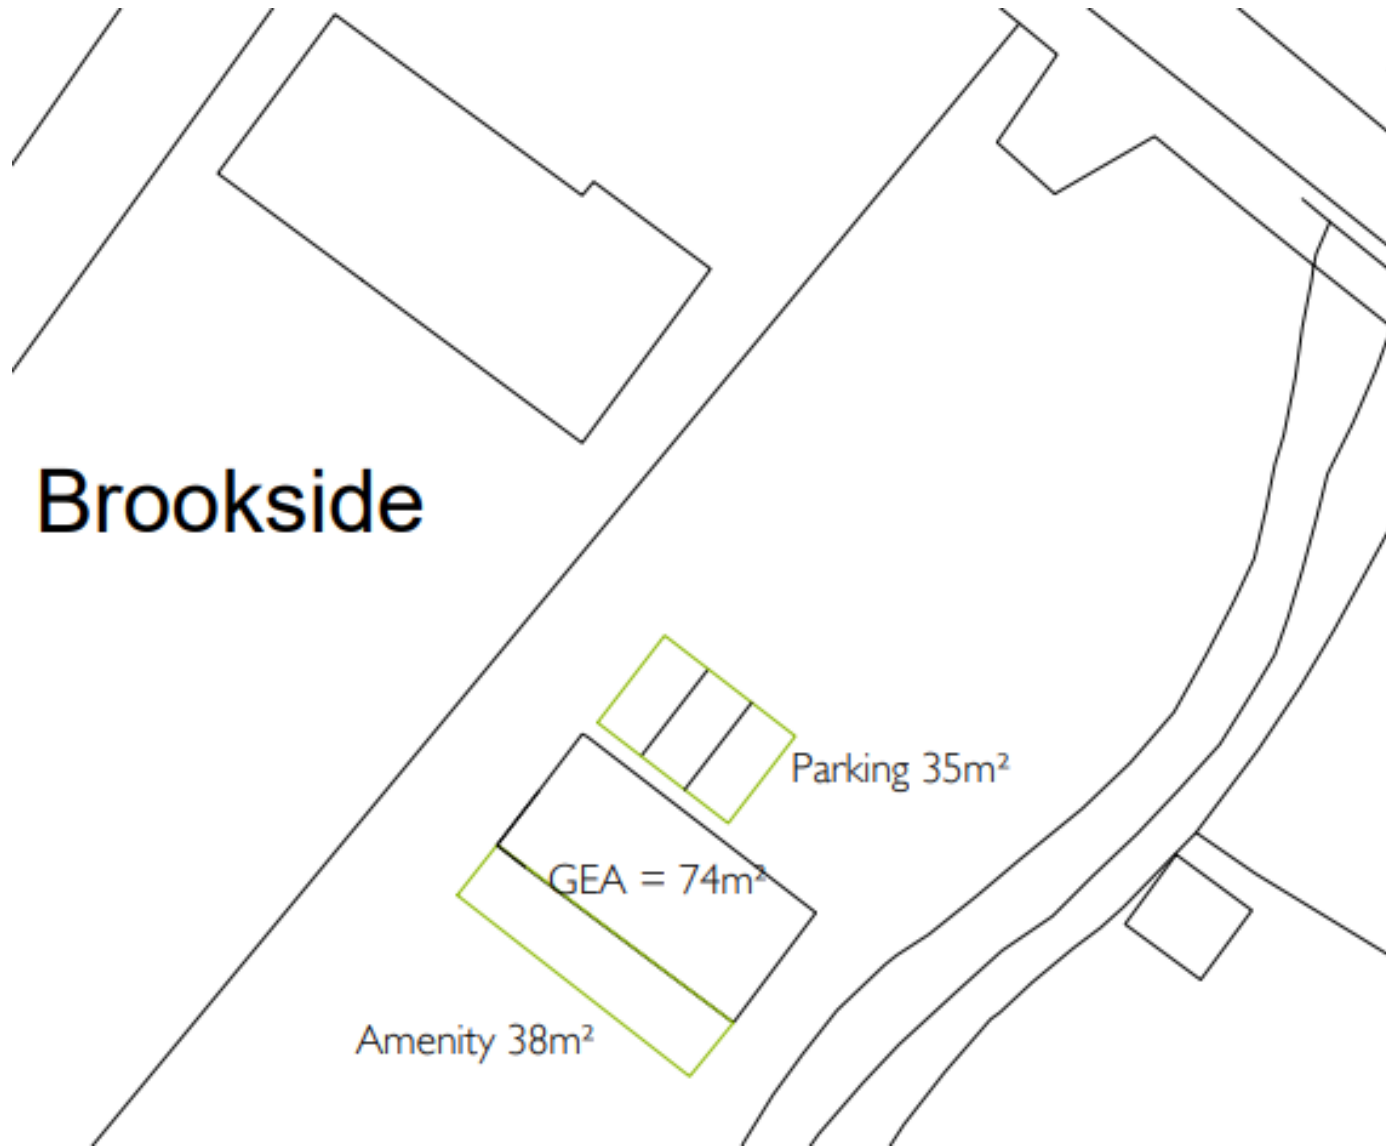 Brookside
Parking 35m²
GEA = 74m²
Amenity 38m²